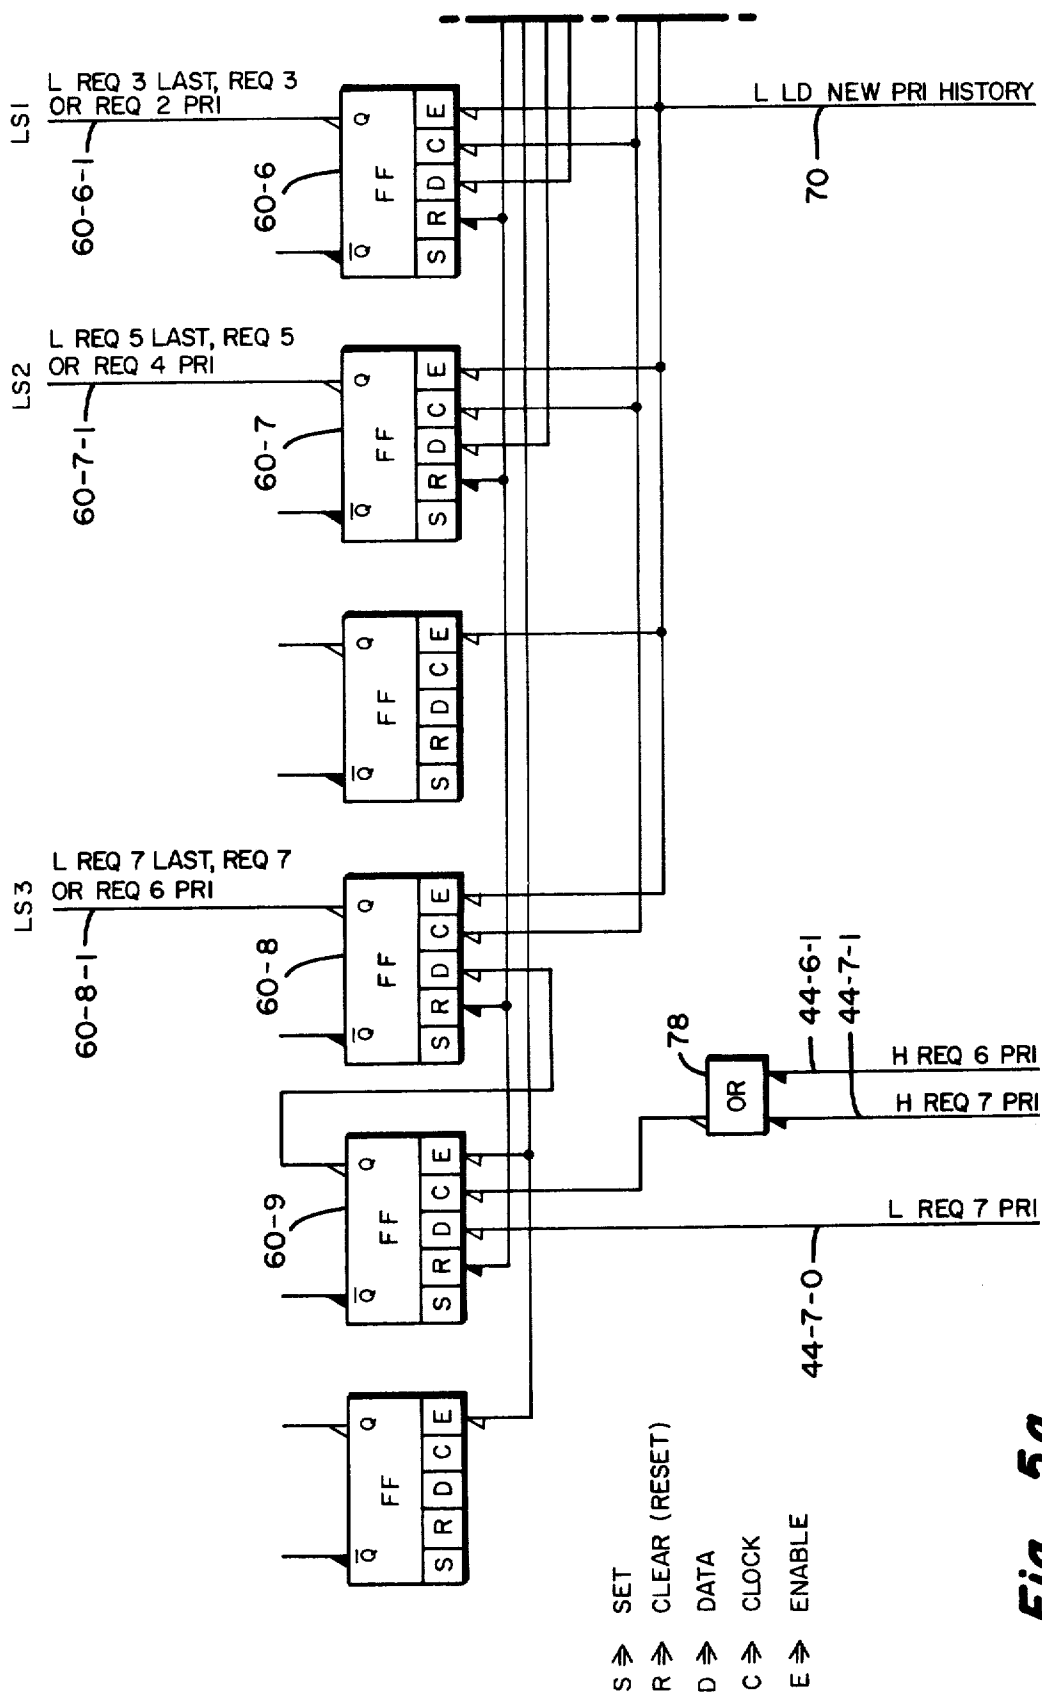 LS1
L REQ 3 LAST, REQ 3
OR REQ 2 PRI
60-6-1
60-6
Q
Q̅
FF
S R D C E
LS2
L REQ 5 LAST, REQ 5
OR REQ 4 PRI
60-7-1
60-7
Q
Q̅
FF
S R D C E
Q
Q̅
FF
S R D C E
LS3
L REQ 7 LAST, REQ 7
OR REQ 6 PRI
60-8-1
60-8
Q
Q̅
FF
S R D C E
60-9
Q
Q̅
FF
S R D C E
Q
Q̅
FF
S R D C E
L LD NEW PRI HISTORY
70
78
OR
44-6-1
44-7-1
H REQ 6 PRI
H REQ 7 PRI
L REQ 7 PRI
44-7-0
S ⇒ SET
R ⇒ CLEAR (RESET)
D ⇒ DATA
C ⇒ CLOCK
E ⇒ ENABLE
Fig. 5a